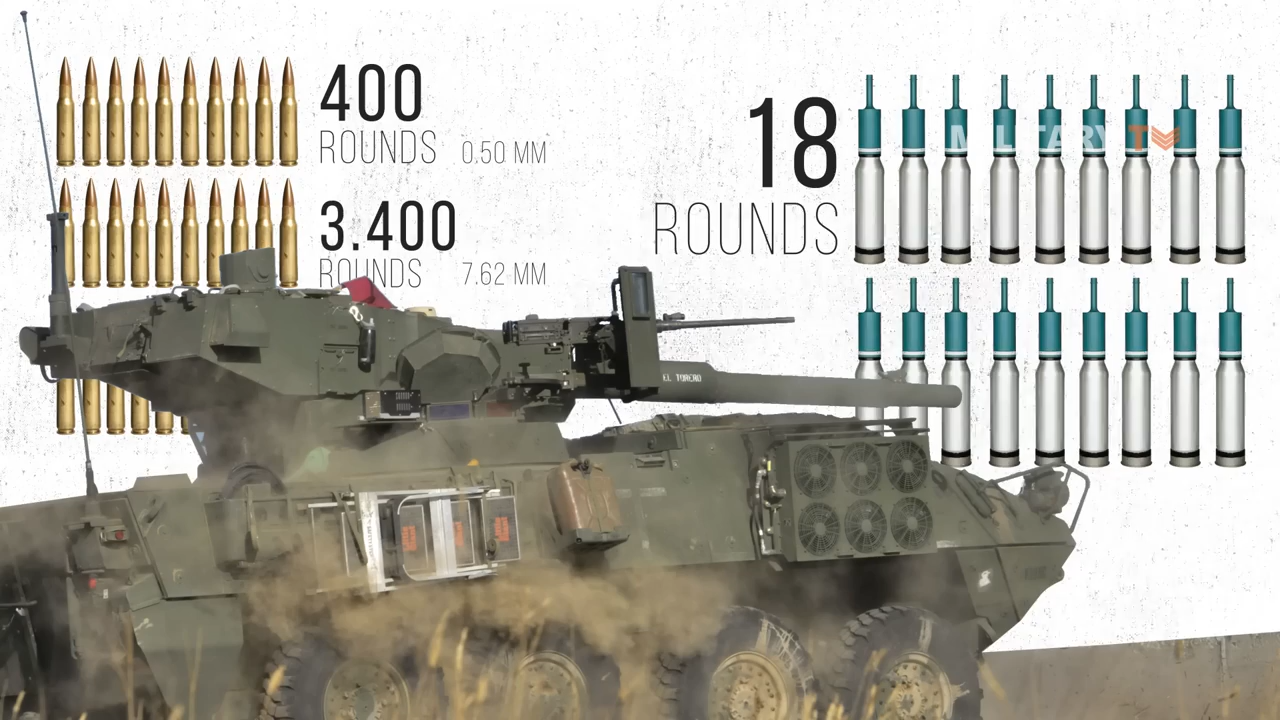 400
ROUNDS 0.50 MM
3.400
ROUNDS 7.62 MM
18
ROUNDS
MILITARY TV
EL TORERO